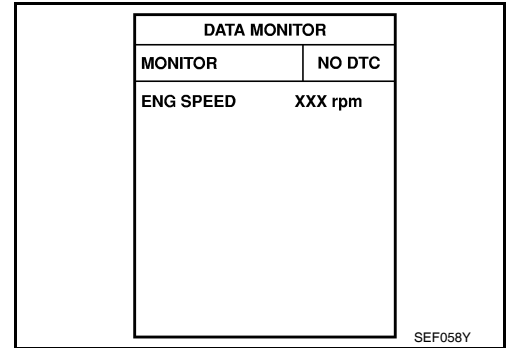 DATA MONITOR
MONITOR NO DTC
ENG SPEED XXX rpm
SEF058Y